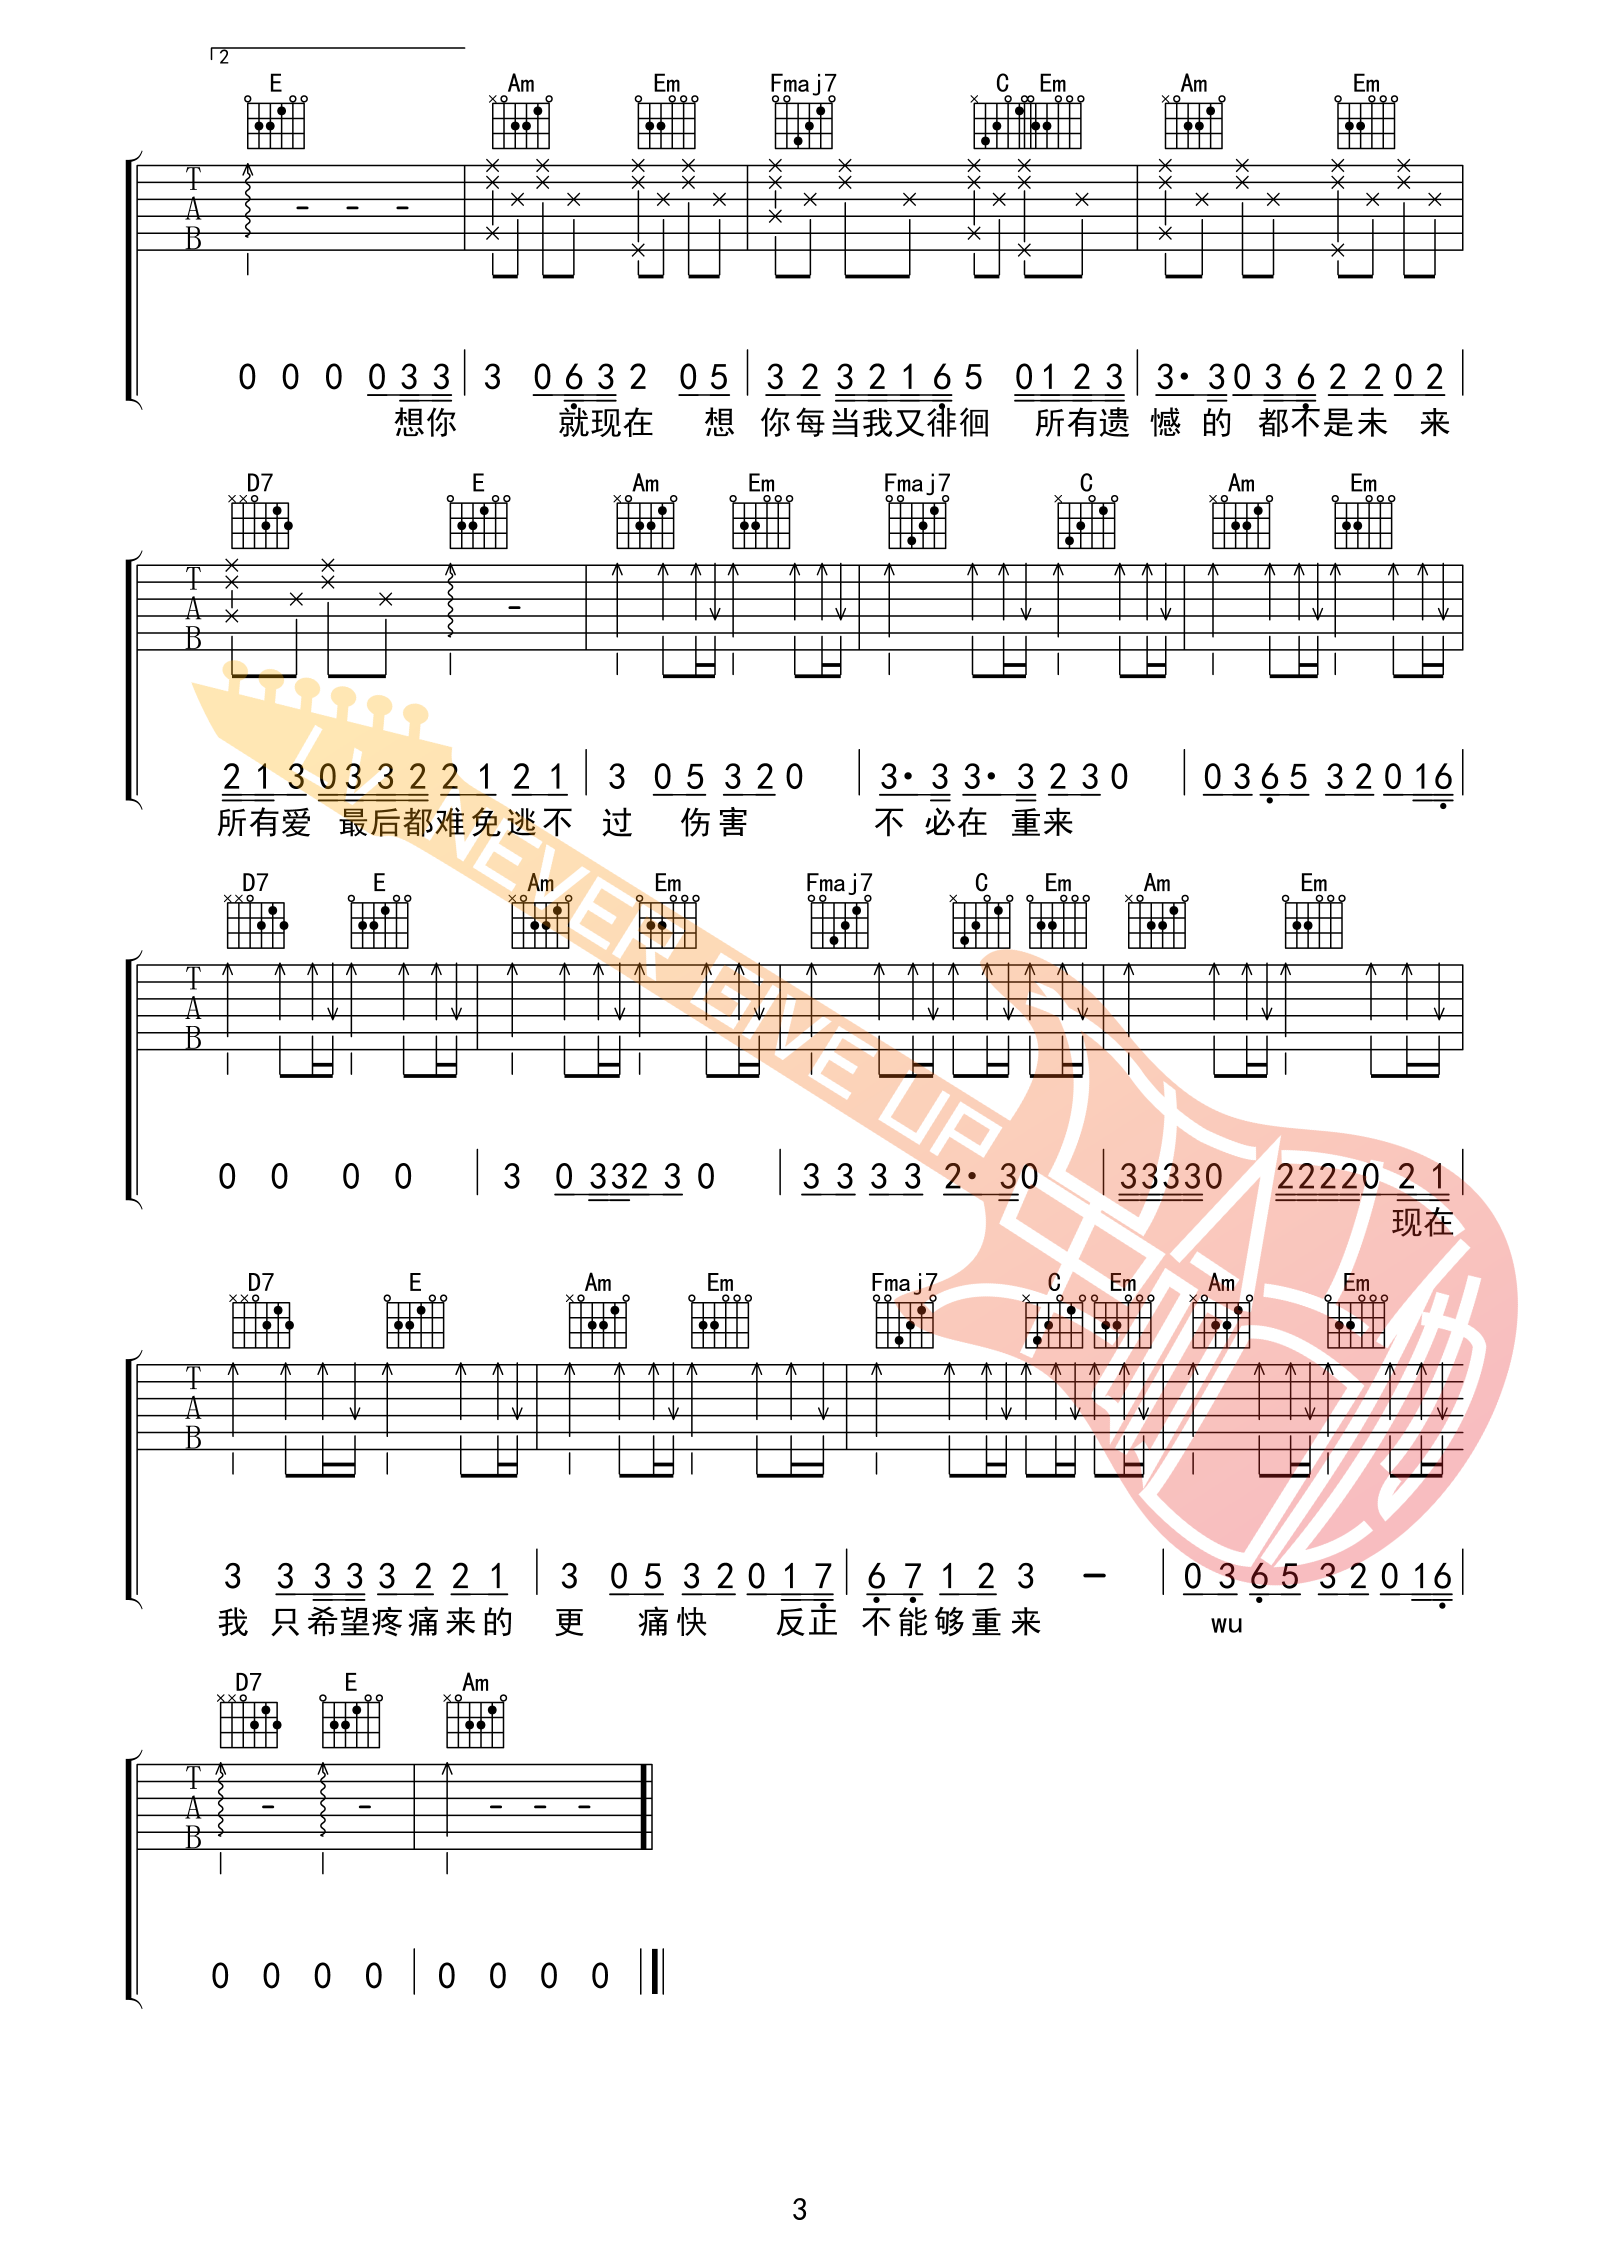 2
E Am Em Fmaj7 C Em Am Em
T
A
B
0 0 0 0 3 3 3 0 6 3 2 0 5 3 2 3 2 1 6 5 0 1 2 3 3· 3 0 3 6 2 2 0 2
想你 就现在 想 你每当我又徘徊 所有遗 憾 的 都不是未 来
D7 E Am Em Fmaj7 C Am Em
T
A
B
2 1 3 0 3 3 2 2 1 2 1 3 0 5 3 2 0 3· 3 3· 3 2 3 0 0 3 6 5 3 2 0 1 6
所有爱 最后都难免逃不 过 伤害 不 必在 重来
D7 E Am Em Fmaj7 C Em Am Em
T
A
B
0 0 0 0 3 0 3 3 2 3 0 3 3 3 3 2· 3 0 3 3 3 3 0 2 2 2 2 0 2 1
现在
D7 E Am Em Fmaj7 C Em Am Em
T
A
B
3 3 3 3 3 2 2 1 3 0 5 3 2 0 1 7 6 7 1 2 3 – 0 3 6 5 3 2 0 1 6
我 只希望疼痛来的 更 痛快 反正 不能够重来 wu
D7 E Am
T
A
B
0 0 0 0 0 0 0 0
NEVER GIVE UP
3